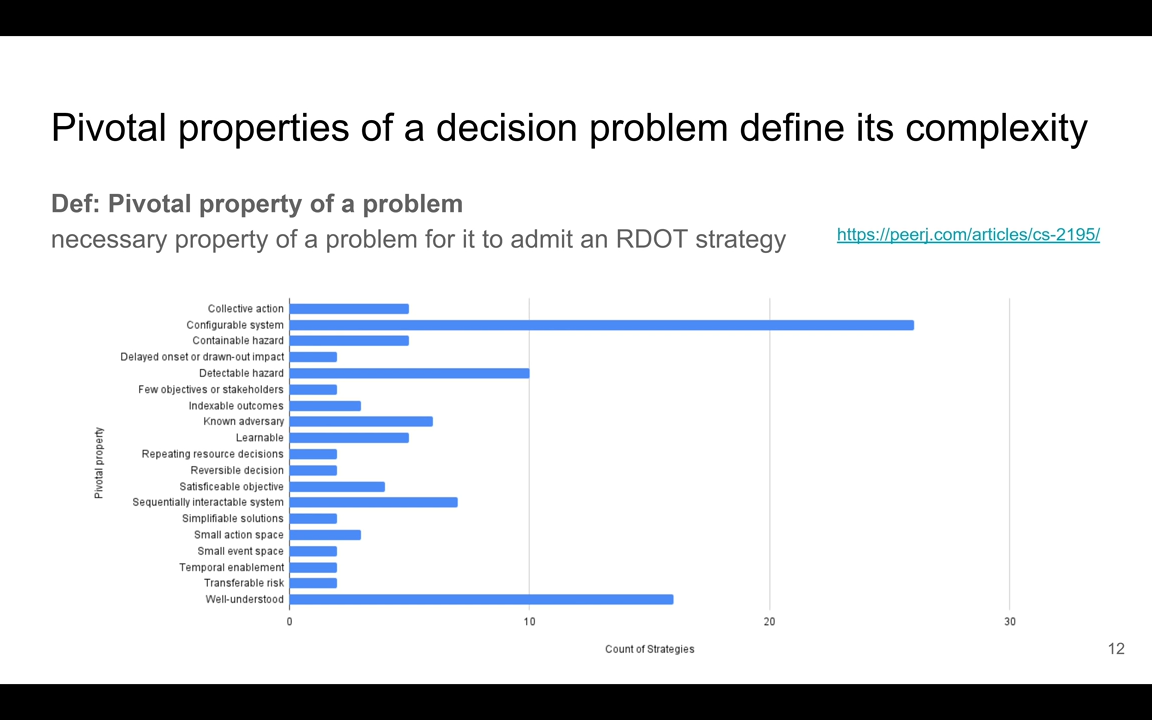 Pivotal properties of a decision problem define its complexity
Def: Pivotal property of a problem
necessary property of a problem for it to admit an RDOT strategy
https://peerj.com/articles/cs-2195/
Pivotal property
Collective action
Configurable system
Containable hazard
Delayed onset or drawn-out impact
Detectable hazard
Few objectives or stakeholders
Indexable outcomes
Known adversary
Learnable
Repeating resource decisions
Reversible decision
Satisficeable objective
Sequentially interactable system
Simplifiable solutions
Small action space
Small event space
Temporal enablement
Transferable risk
Well-understood
0 10 20 30
Count of Strategies
12